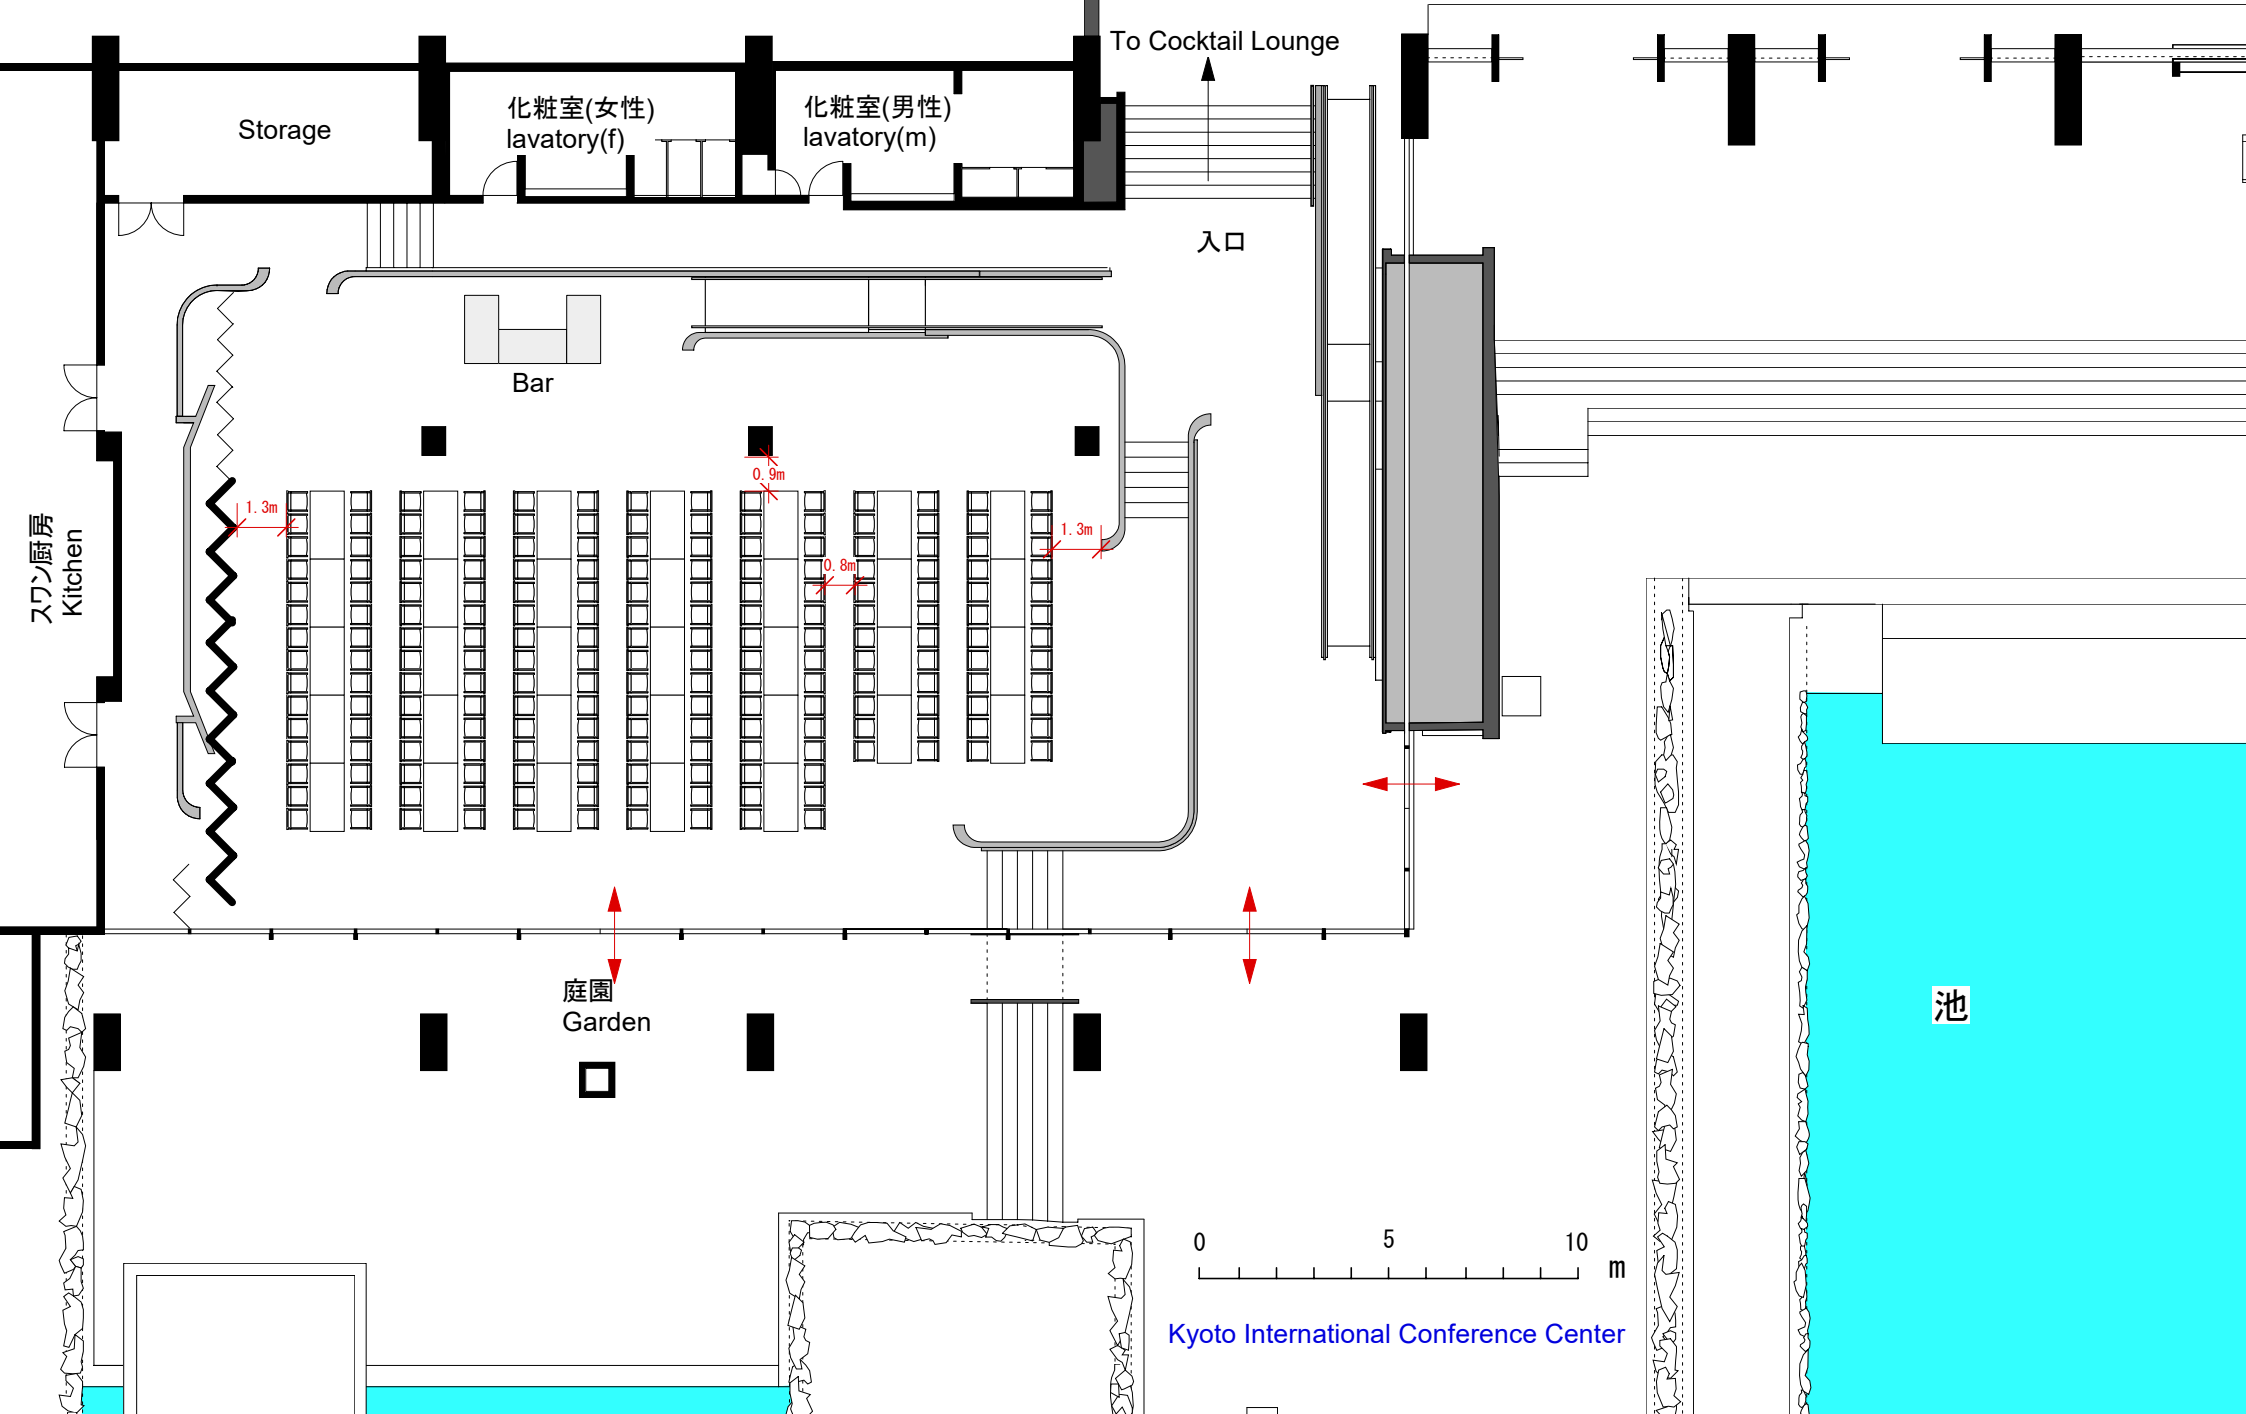 To Cocktail Lounge
Storage
化粧室(女性)
lavatory(f)
化粧室(男性)
lavatory(m)
入口
Bar
スワン厨房
Kitchen
0.9m
1.3m
1.3m
0.8m
庭園
Garden
池
0 5 10 m
Kyoto International Conference Center